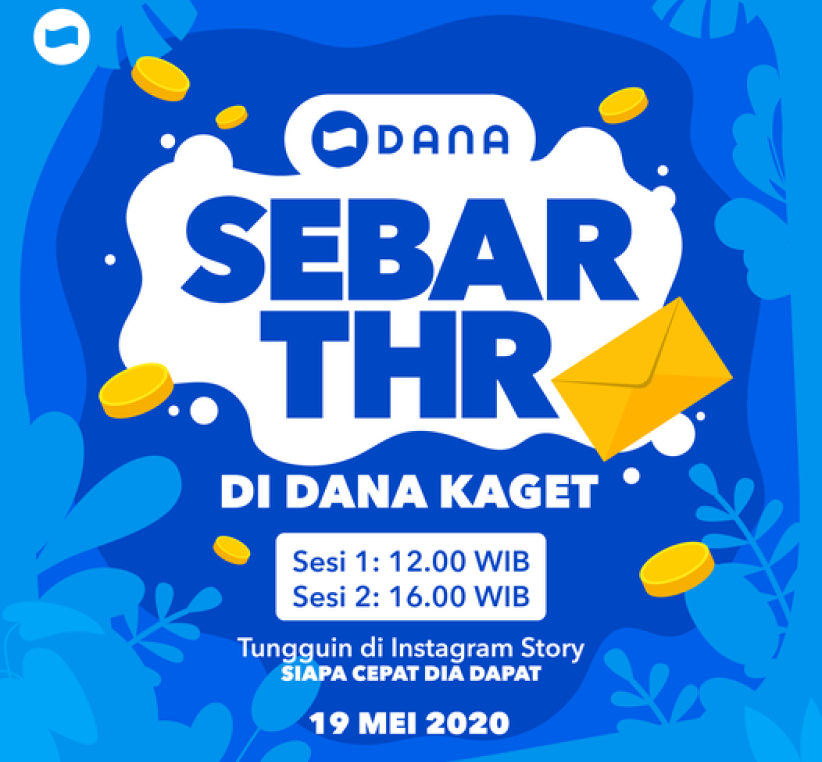 DANA
SEBAR
THR
DI DANA KAGET
Sesi 1: 12.00 WIB
Sesi 2: 16.00 WIB
Tungguin di Instagram Story
SIAPA CEPAT DIA DAPAT
19 MEI 2020